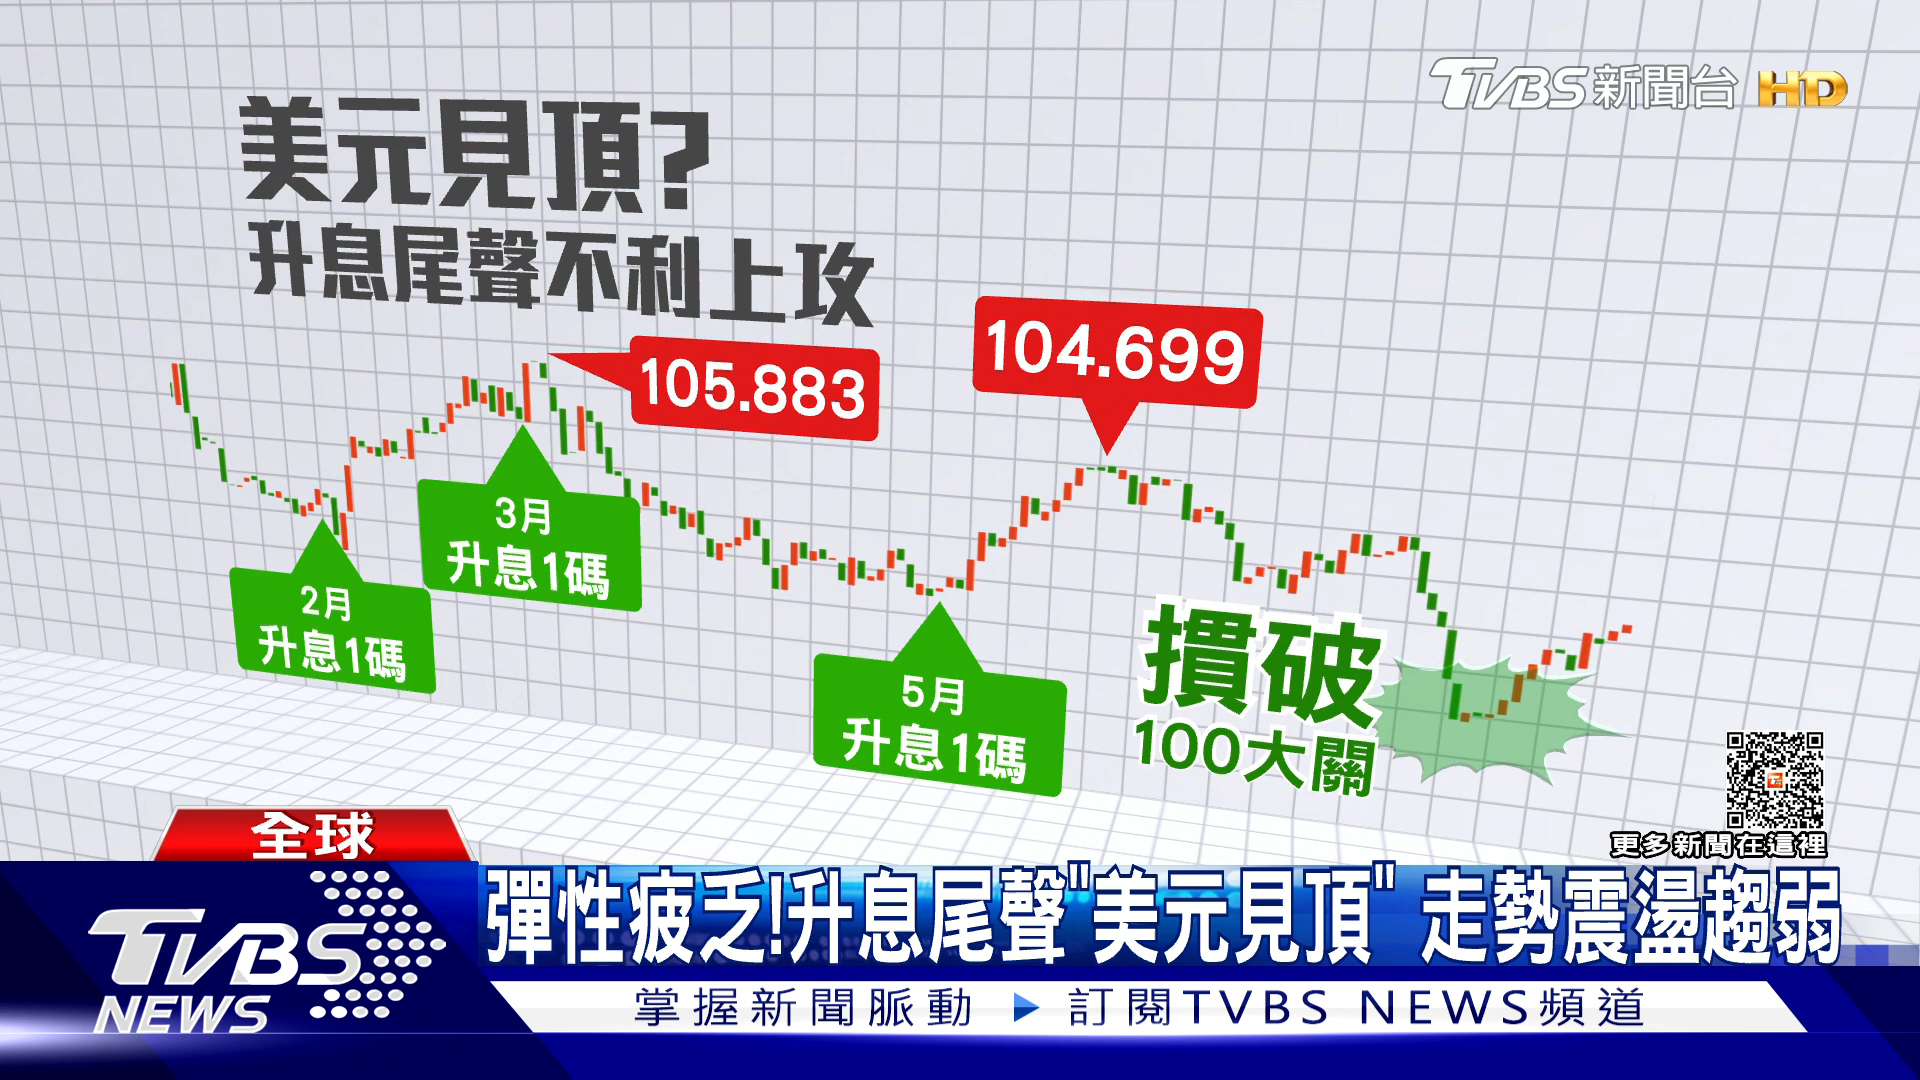 TVBS新聞台 HD
美元見頂?
升息尾聲不利上攻
105.883
104.699
2月
升息1碼
3月
升息1碼
5月
升息1碼
摜破
100大關
更多新聞在這裡
全球
彈性疲乏!升息尾聲"美元見頂" 走勢震盪趨弱
TVBS
NEWS
掌握新聞脈動 ▶ 訂閱TVBS NEWS頻道